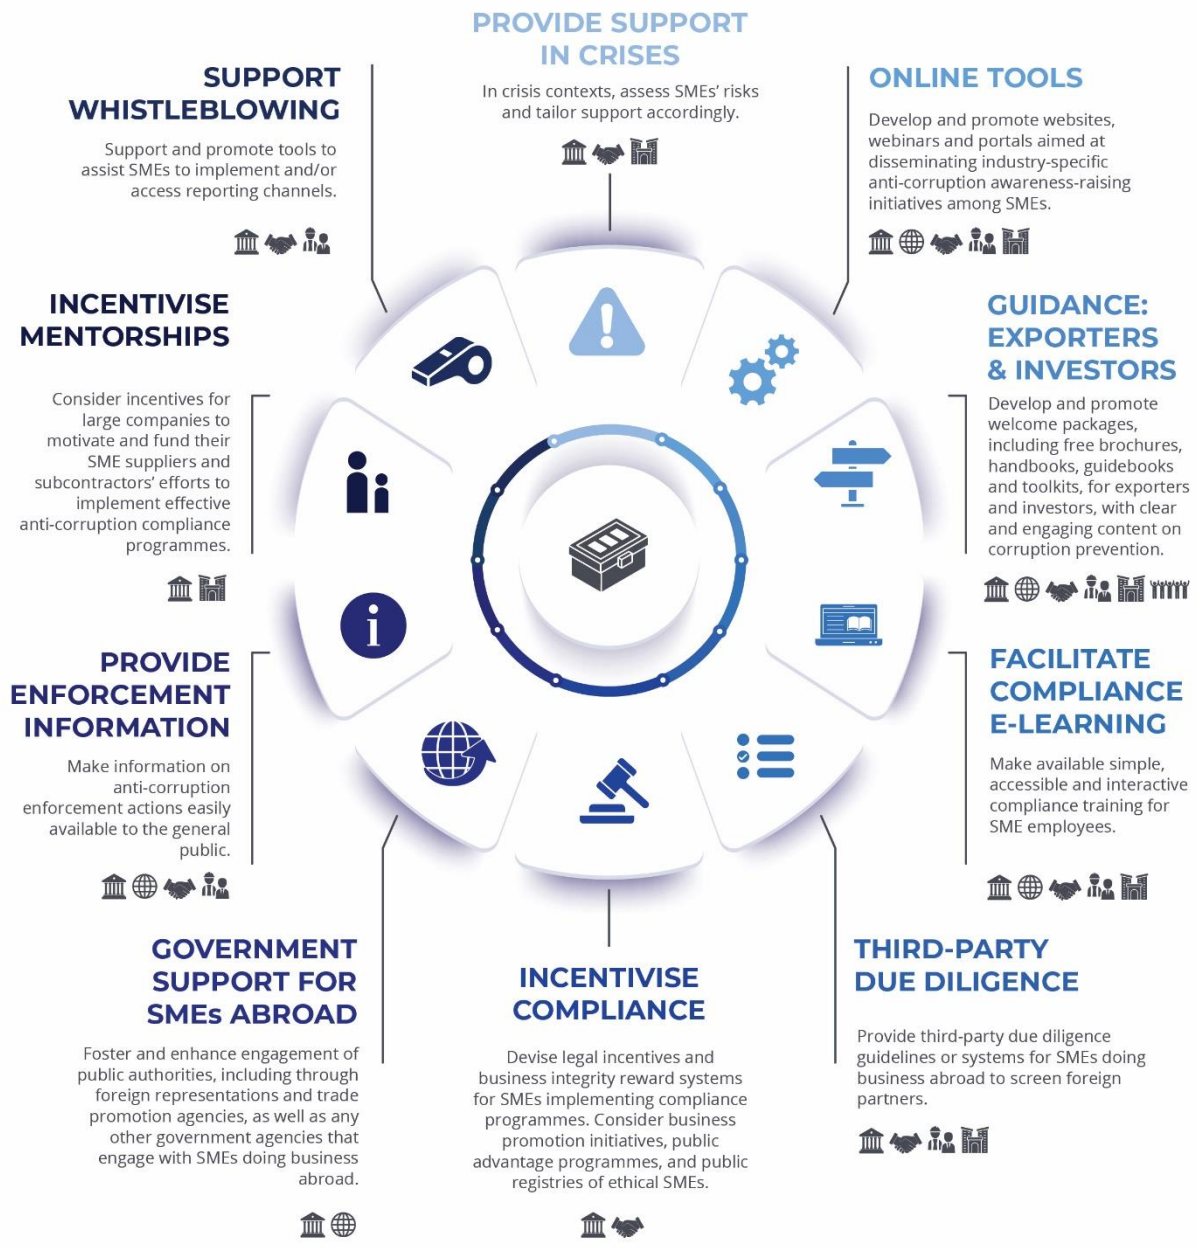 PROVIDE SUPPORT
IN CRISES
In crisis contexts, assess SMEs’ risks
and tailor support accordingly.
ONLINE TOOLS
Develop and promote websites,
webinars and portals aimed at
disseminating industry-specific
anti-corruption awareness-raising
initiatives among SMEs.
GUIDANCE:
EXPORTERS
& INVESTORS
Develop and promote
welcome packages,
including free brochures,
handbooks, guidebooks
and toolkits, for exporters
and investors, with clear
and engaging content on
corruption prevention.
FACILITATE
COMPLIANCE
E-LEARNING
Make available simple,
accessible and interactive
compliance training for
SME employees.
THIRD-PARTY
DUE DILIGENCE
Provide third-party due diligence
guidelines or systems for SMEs doing
business abroad to screen foreign
partners.
INCENTIVISE
COMPLIANCE
Devise legal incentives and
business integrity reward systems
for SMEs implementing compliance
programmes. Consider business
promotion initiatives, public
advantage programmes, and public
registries of ethical SMEs.
GOVERNMENT
SUPPORT FOR
SMEs ABROAD
Foster and enhance engagement of
public authorities, including through
foreign representations and trade
promotion agencies, as well as any
other government agencies that
engage with SMEs doing business
abroad.
PROVIDE
ENFORCEMENT
INFORMATION
Make information on
anti-corruption
enforcement actions easily
available to the general
public.
INCENTIVISE
MENTORSHIPS
Consider incentives for
large companies to
motivate and fund their
SME suppliers and
subcontractors’ efforts to
implement effective
anti-corruption compliance
programmes.
SUPPORT
WHISTLEBLOWING
Support and promote tools to
assist SMEs to implement and/or
access reporting channels.
i